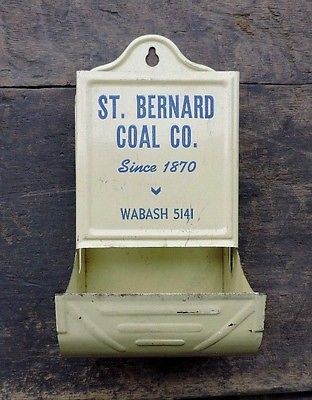 ST. BERNARD
COAL CO.
Since 1870
WABASH 5141